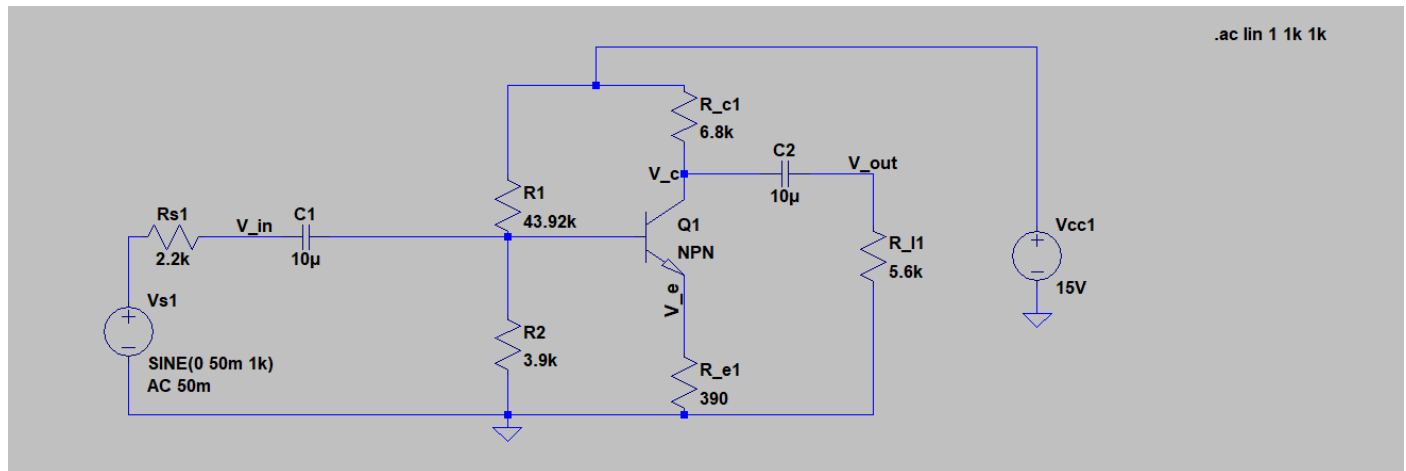 .ac lin 1 1k 1k
R_c1
6.8k
C2
10µ
V_out
V_c
R1
43.92k
Rs1
2.2k
V_in
C1
10µ
Q1
NPN
Vcc1
+
−
15V
R_l1
5.6k
V_e
Vs1
+
−
SINE(0 50m 1k)
AC 50m
R2
3.9k
R_e1
390